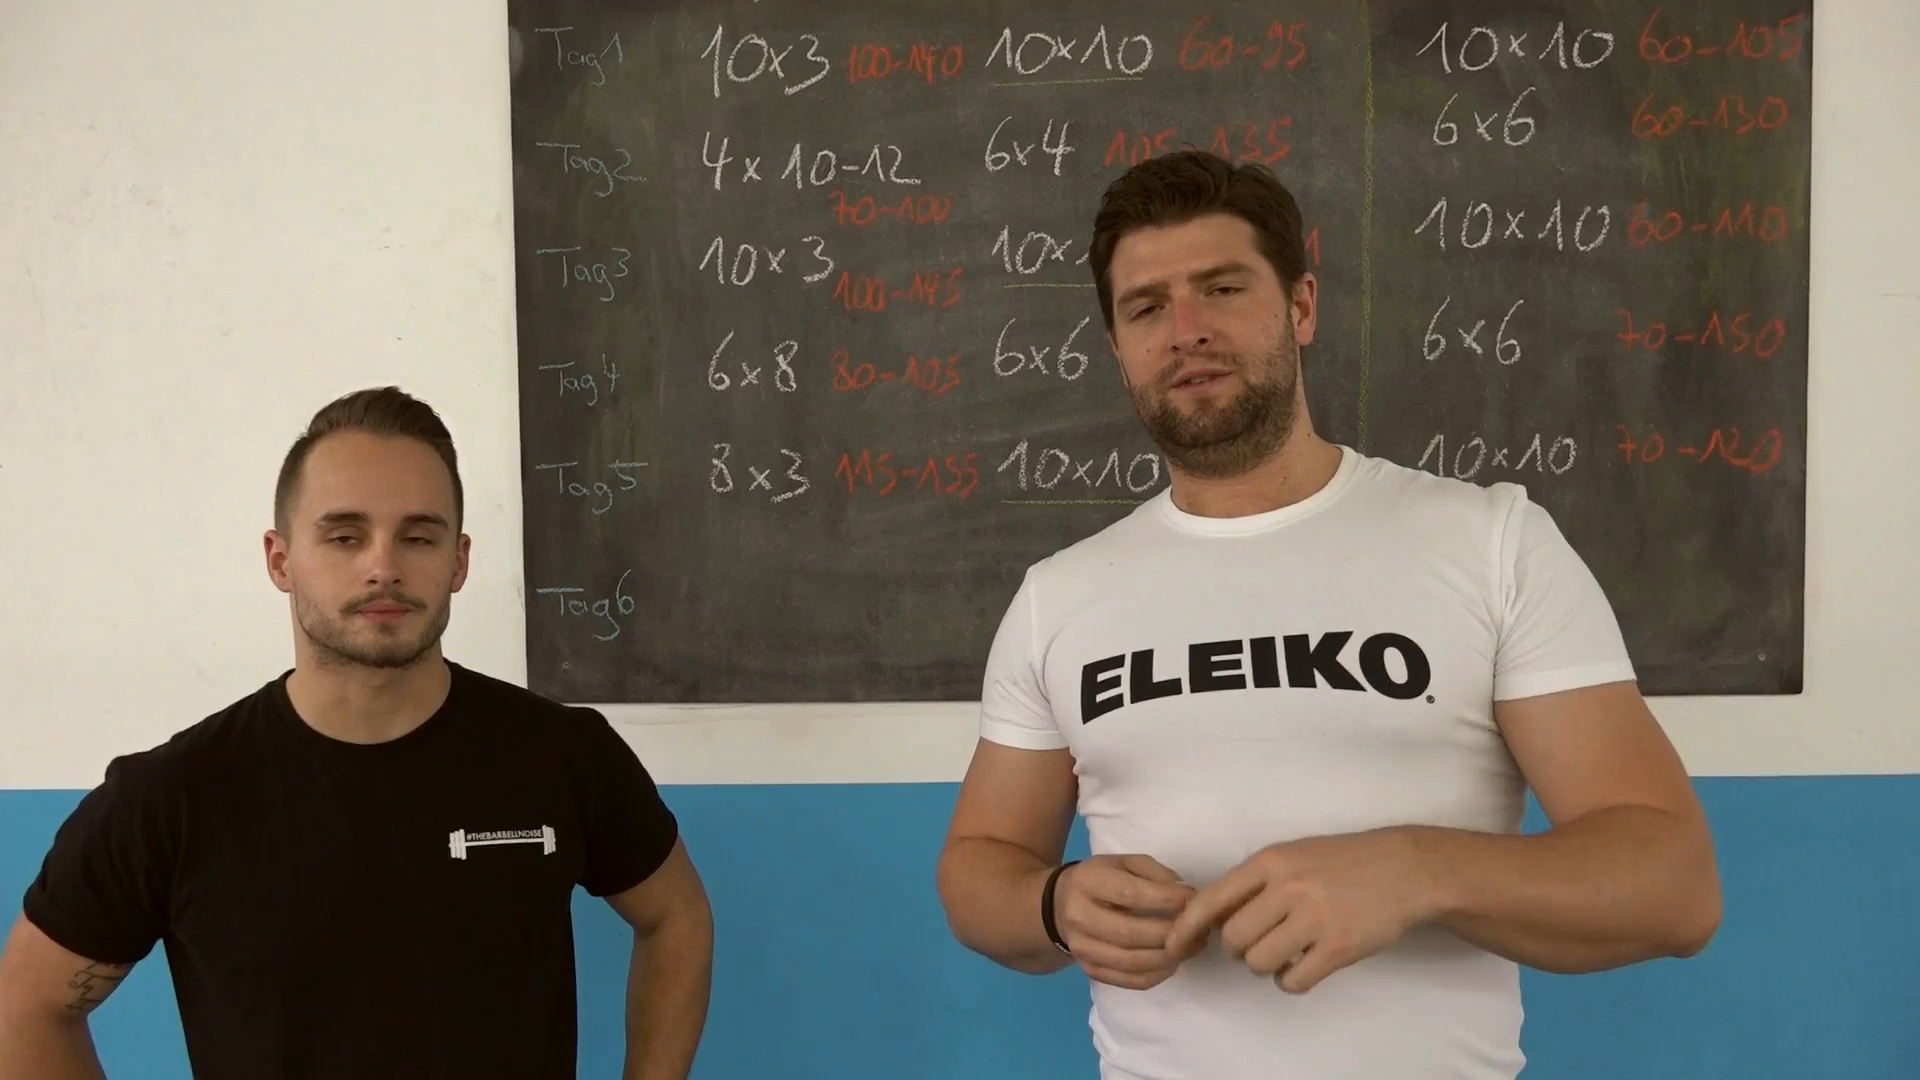 Tag1 10x3 100-140 10x10 60-95 10x10 60-105
6x6 60-130
Tag2 4x10-12 6x4 105-135
70-100
10x10 60-110
Tag3 10x3
100-145
Tag4 6x8 80-105 6x6 6x6 70-150
Tag5 8x3 115-155 10x10 10x10 70-120
Tag6
ELEIKO
#THEBARBELLNOISE